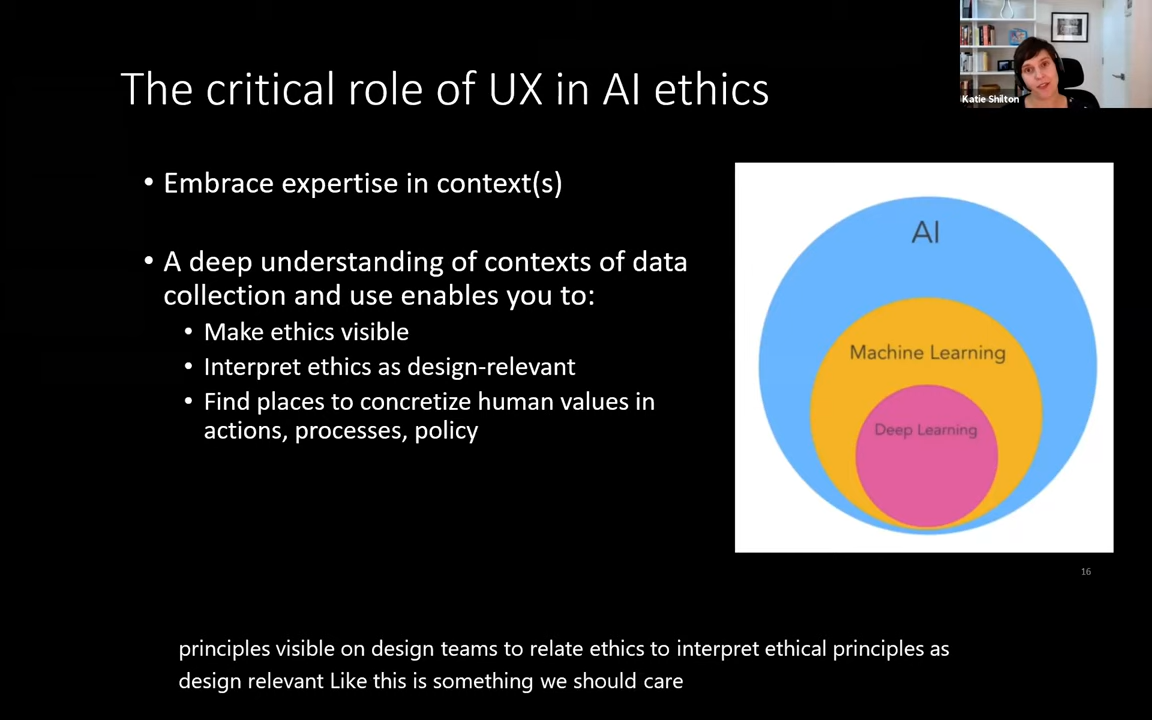 The critical role of UX in AI ethics
Katie Shilton
• Embrace expertise in context(s)
• A deep understanding of contexts of data
collection and use enables you to:
• Make ethics visible
• Interpret ethics as design-relevant
• Find places to concretize human values in
actions, processes, policy
AI
Machine Learning
Deep Learning
16
principles visible on design teams to relate ethics to interpret ethical principles as
design relevant Like this is something we should care